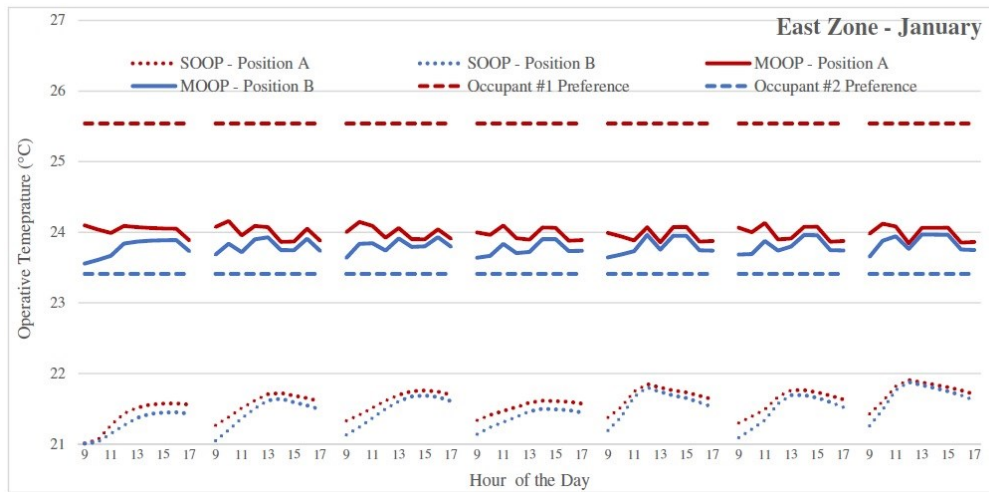 27
East Zone - January
SOOP - Position A
SOOP - Position B
MOOP - Position A
MOOP - Position B
Occupant #1 Preference
Occupant #2 Preference
26
25
24
23
22
21
Operative Temeprature (°C)
9 11 13 15 17 9 11 13 15 17 9 11 13 15 17 9 11 13 15 17 9 11 13 15 17 9 11 13 15 17 9 11 13 15 17
Hour of the Day